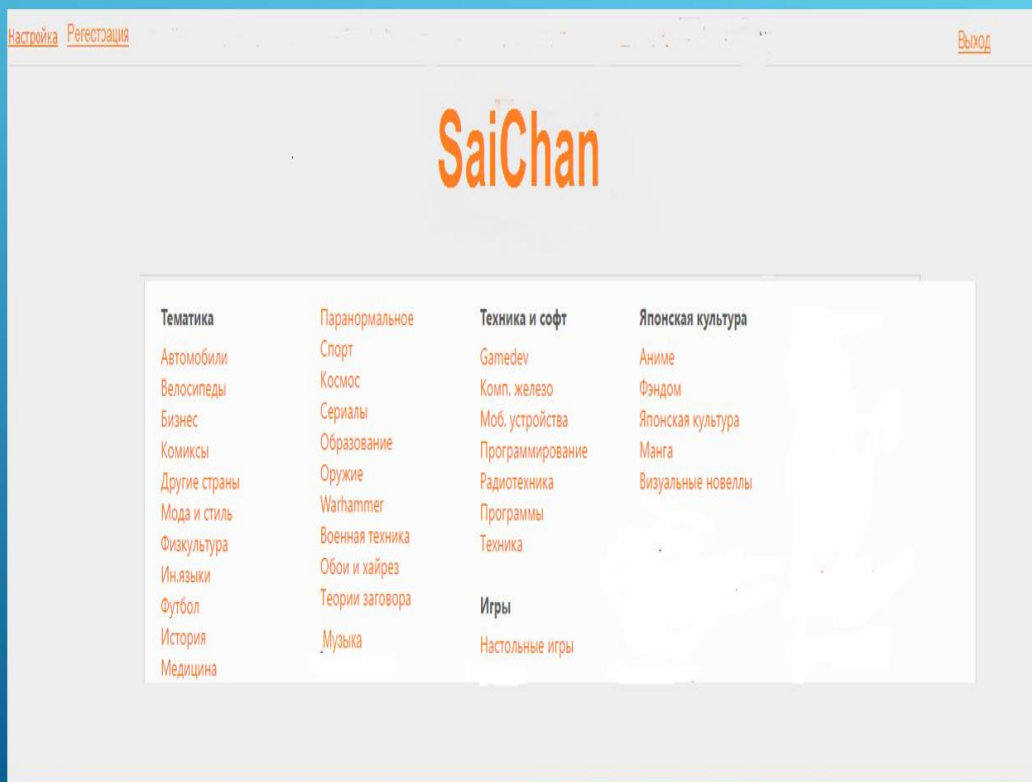 Настройка Регестрация Выход
SaiChan
Тематика
Автомобили
Велосипеды
Бизнес
Комиксы
Другие страны
Мода и стиль
Физкультура
Ин.языки
Футбол
История
Медицина
Паранормальное
Спорт
Космос
Сериалы
Образование
Оружие
Warhammer
Военная техника
Обои и хайрез
Теории заговора
Музыка
Техника и софт
Gamedev
Комп. железо
Моб. устройства
Программирование
Радиотехника
Программы
Техника
Игры
Настольные игры
Японская культура
Аниме
Фэндом
Японская культура
Манга
Визуальные новеллы